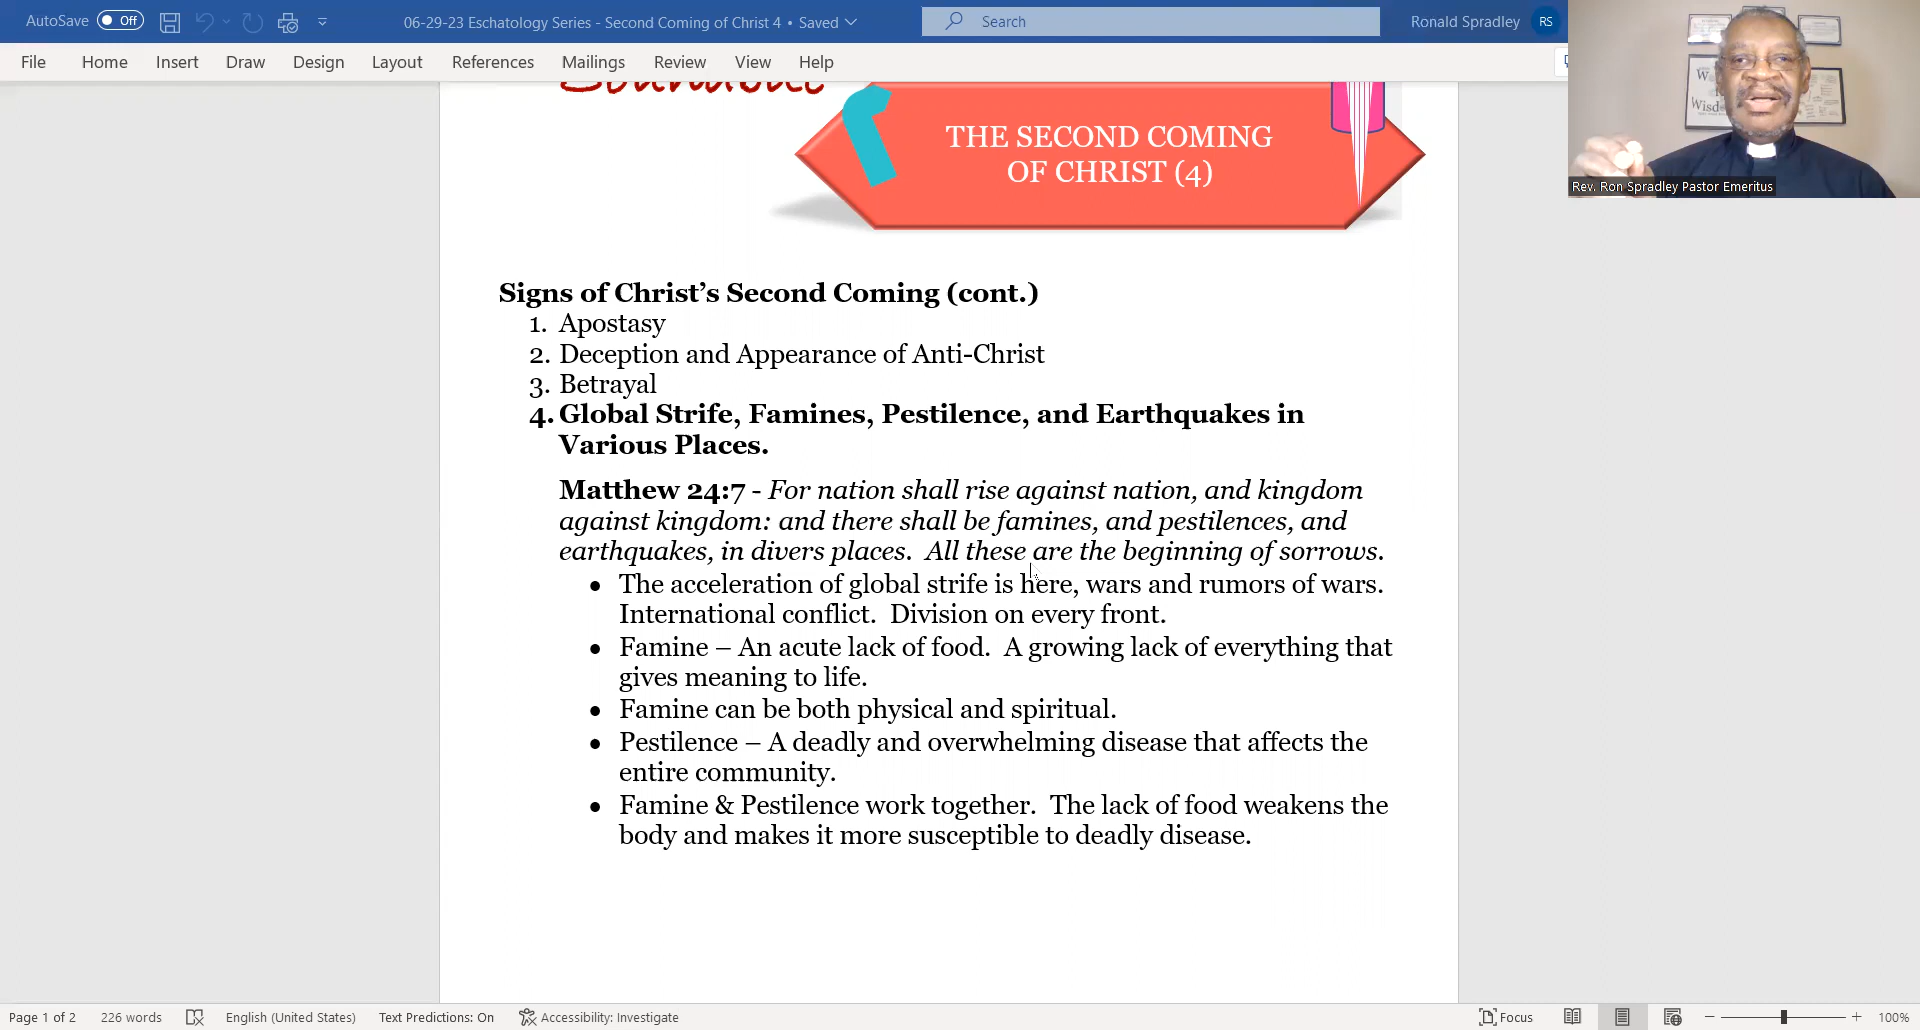 AutoSave Off 06-29-23 Eschatology Series - Second Coming of Christ 4 • Saved Search Ronald Spradley RS
File Home Insert Draw Design Layout References Mailings Review View Help
THE SECOND COMING
OF CHRIST (4)
Rev. Ron Spradley Pastor Emeritus
Signs of Christ’s Second Coming (cont.)
1. Apostasy
2. Deception and Appearance of Anti-Christ
3. Betrayal
4. Global Strife, Famines, Pestilence, and Earthquakes in
Various Places.
Matthew 24:7 - For nation shall rise against nation, and kingdom
against kingdom: and there shall be famines, and pestilences, and
earthquakes, in divers places. All these are the beginning of sorrows.
• The acceleration of global strife is here, wars and rumors of wars.
International conflict. Division on every front.
• Famine – An acute lack of food. A growing lack of everything that
gives meaning to life.
• Famine can be both physical and spiritual.
• Pestilence – A deadly and overwhelming disease that affects the
entire community.
• Famine & Pestilence work together. The lack of food weakens the
body and makes it more susceptible to deadly disease.
Page 1 of 2 226 words English (United States) Text Predictions: On Accessibility: Investigate Focus 100%